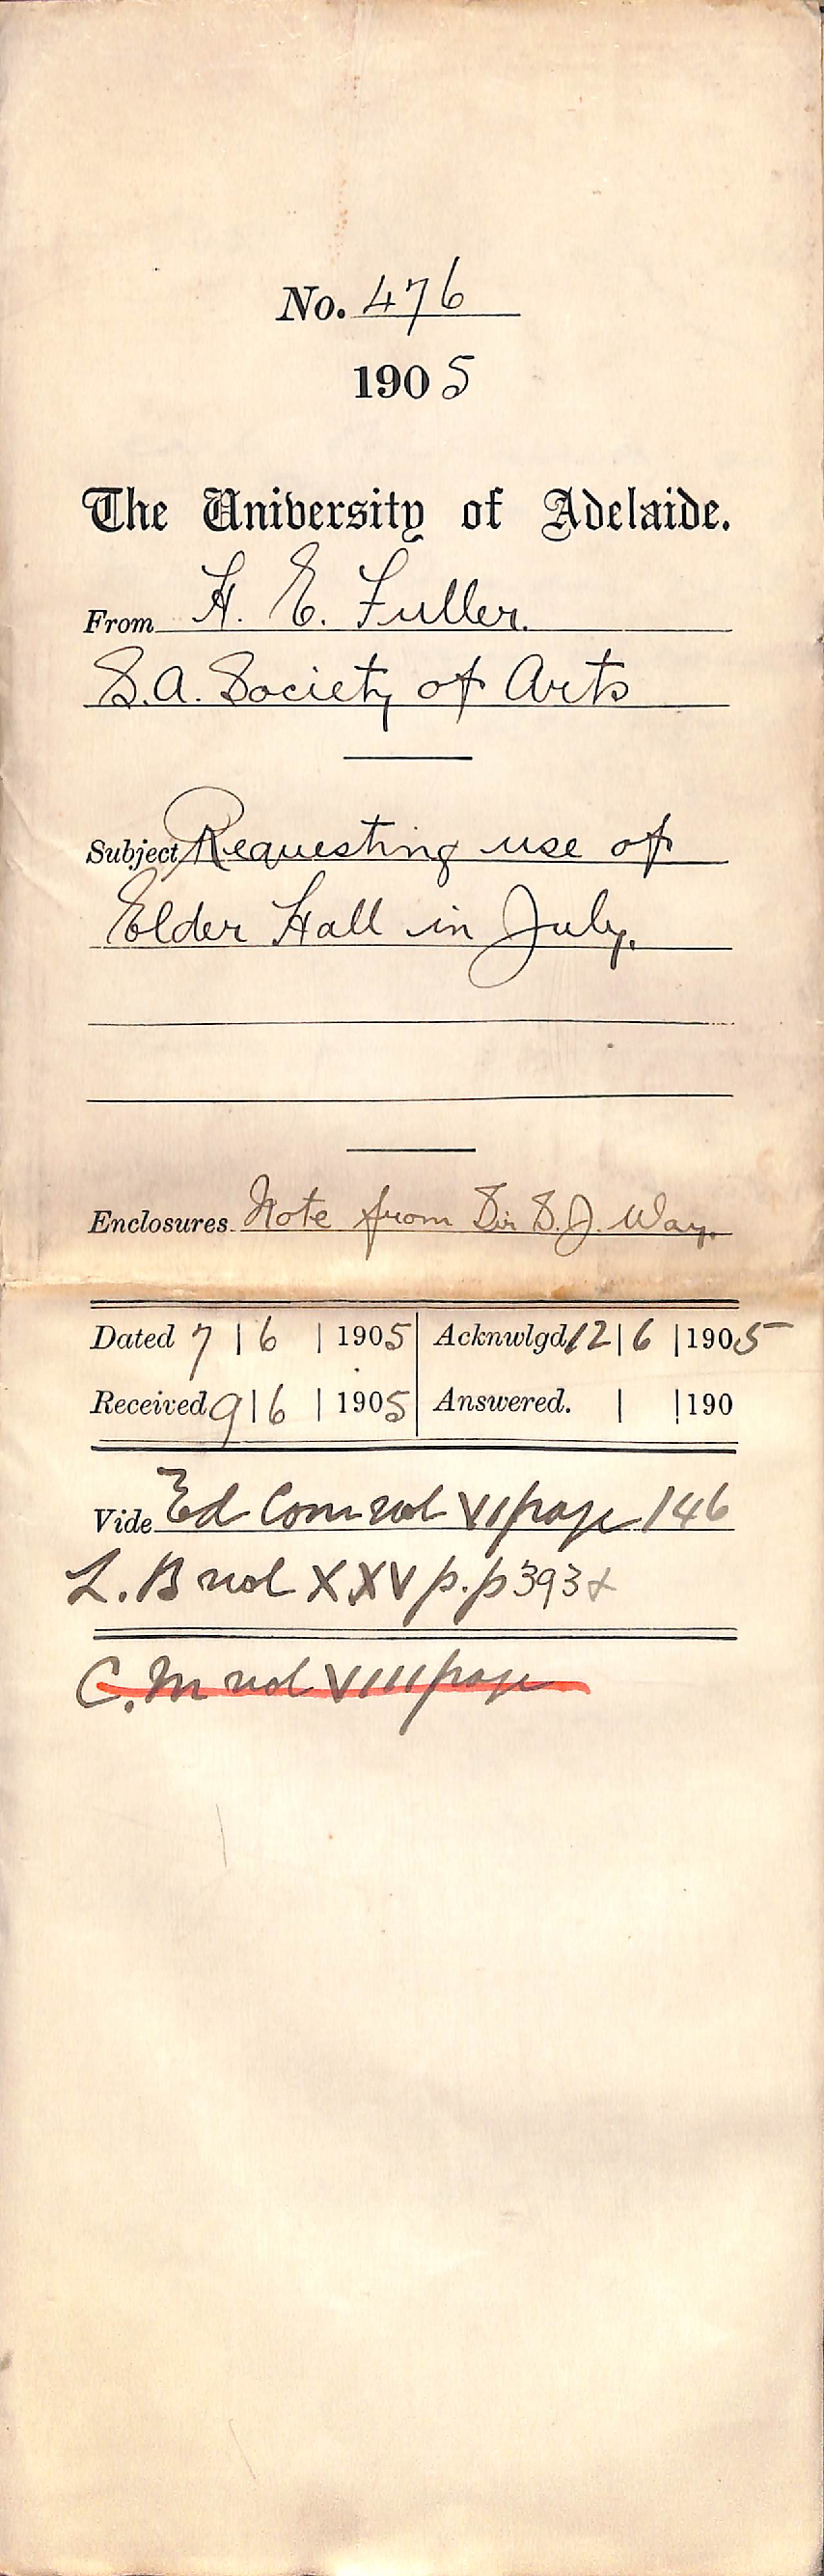 No. 476
1905
The University of Adelaide.
From H. E. Fuller.
S.A. Society of Arts
Subject Requesting use of
Elder Hall in July.
Enclosures. Note from Sir S.J. Way.
Dated 7 | 6 | 1905 Acknwlgd 12 | 6 | 1905
Received 9 | 6 | 1905 Answered. | | 190
Vide Ed Com vol VI page 146
L. B vol XXV p.p 393 &
C. M vol VIII page